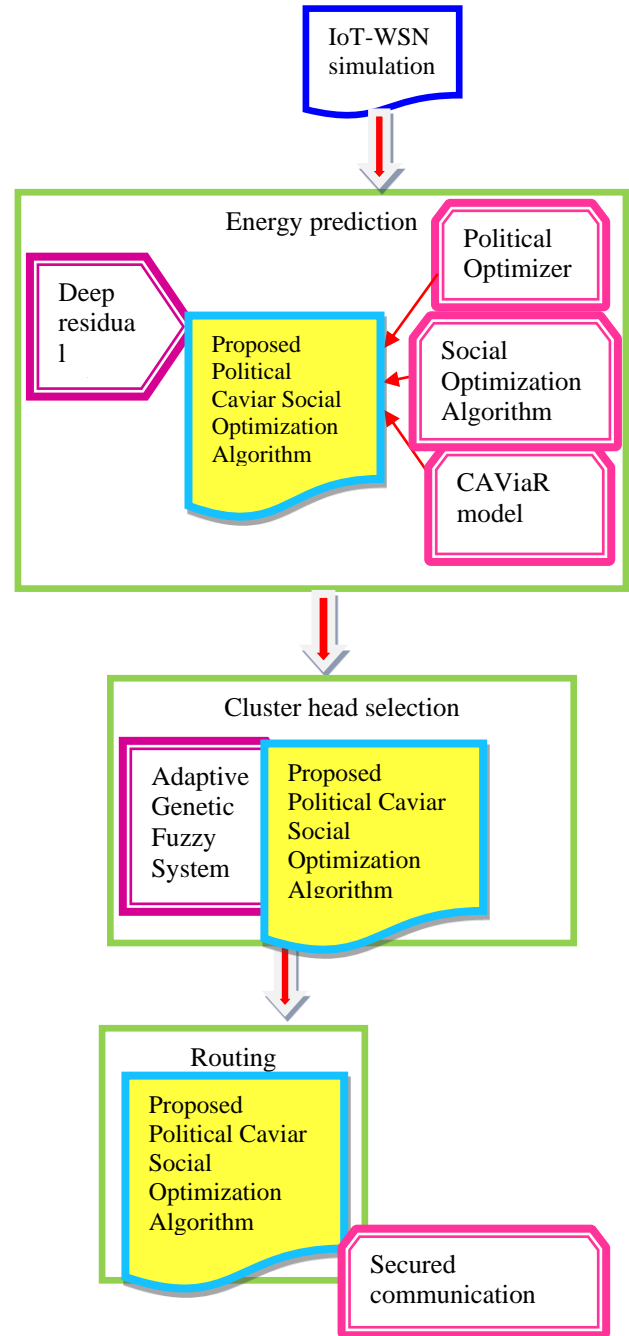 IoT-WSN
simulation
Energy prediction
Political
Optimizer
Deep
residua
l
Proposed
Political
Caviar Social
Optimization
Algorithm
Social
Optimization
Algorithm
CAViaR
model
Cluster head selection
Adaptive
Genetic
Fuzzy
System
Proposed
Political Caviar
Social
Optimization
Algorithm
Routing
Proposed
Political Caviar
Social
Optimization
Algorithm
Secured
communication